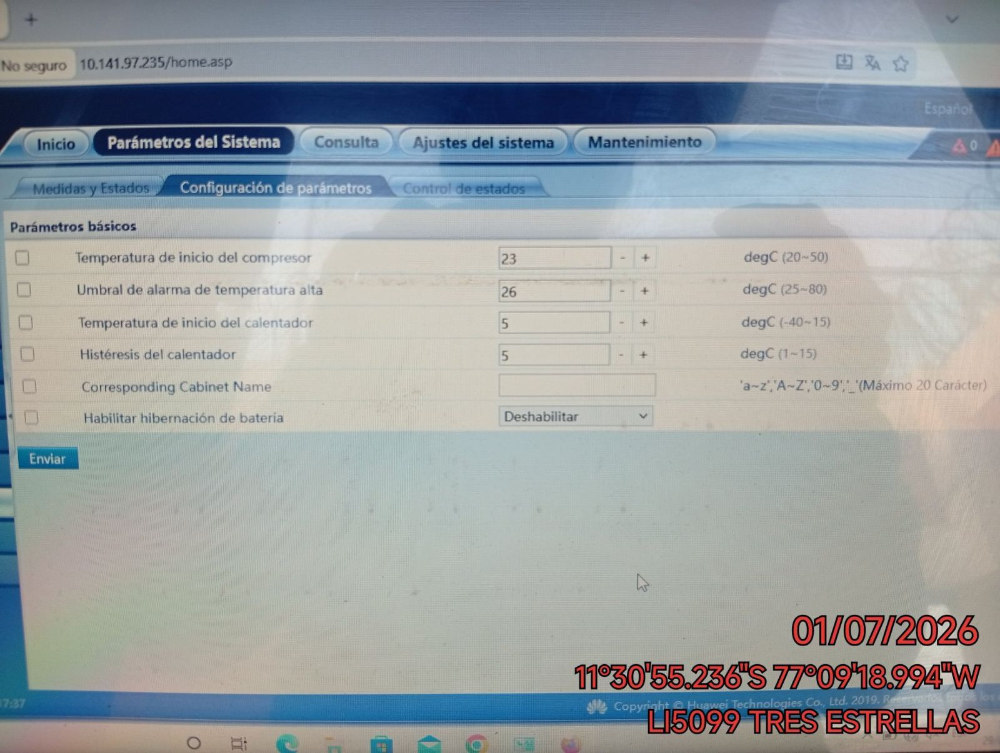 No seguro 10.141.97.235/home.asp
Español
Inicio Parámetros del Sistema Consulta Ajustes del sistema Mantenimiento 0
Medidas y Estados Configuración de parámetros Control de estados
Parámetros básicos
Temperatura de inicio del compresor 23 - + degC (20~50)
Umbral de alarma de temperatura alta 26 - + degC (25~80)
Temperatura de inicio del calentador 5 - + degC (-40~15)
Histéresis del calentador 5 - + degC (1~15)
Corresponding Cabinet Name 'a~z','A~Z','0~9','_'(Máximo 20 Carácter)
Habilitar hibernación de batería Deshabilitar
Enviar
01/07/2026
11°30'55.236"S 77°09'18.994"W
Copyright © Huawei Technologies Co., Ltd. 2019.
LI5099 TRES ESTRELLAS